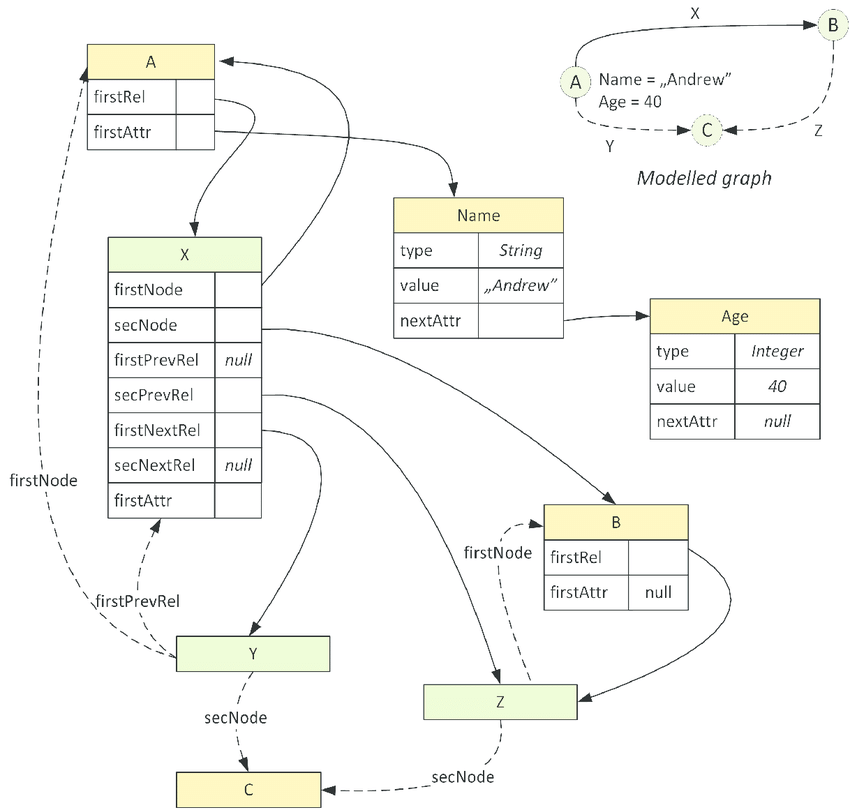 X
B
A
Name = „Andrew”
Age = 40
C
Y
Z
Modelled graph
A
firstRel
firstAttr
Name
type String
value „Andrew”
nextAttr
X
firstNode
secNode
firstPrevRel null
secPrevRel
firstNextRel
secNextRel null
firstAttr
Age
type Integer
value 40
nextAttr null
firstNode
B
firstRel
firstAttr null
firstNode
firstPrevRel
Y
Z
secNode
secNode
C